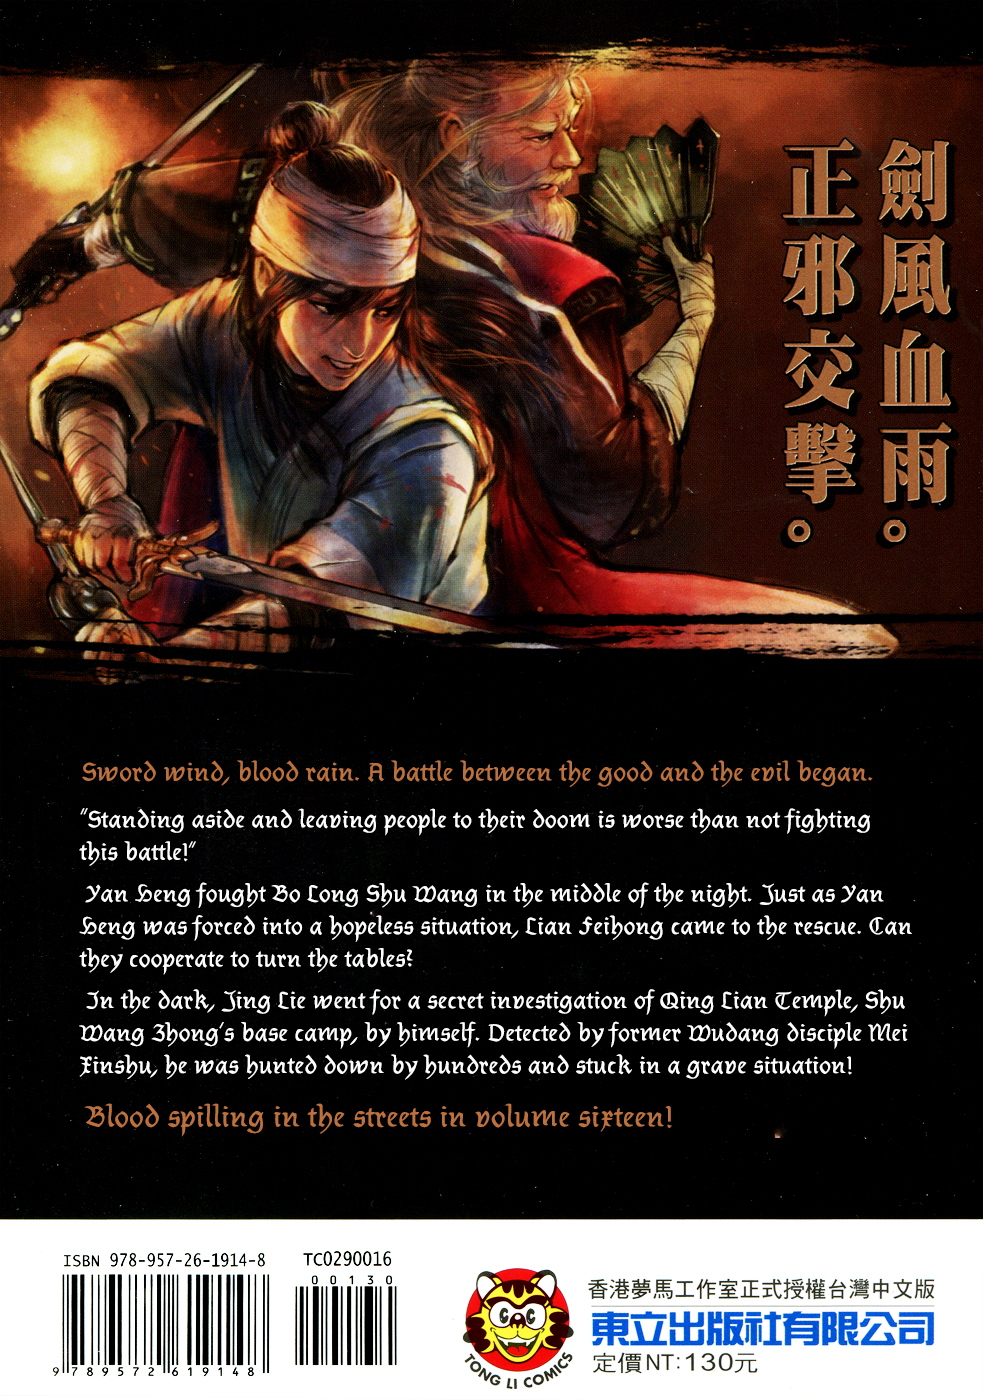 劍風血雨。
正邪交擊。
Sword wind, blood rain. A battle between the good and the evil began.
"Standing aside and leaving people to their doom is worse than not fighting
this battle!"
Yan Heng fought Bo Long Shu Wang in the middle of the night. Just as Yan
Heng was forced into a hopeless situation, Lian Feihong came to the rescue. Can
they cooperate to turn the tables?
In the dark, Jing Lie went for a secret investigation of Qing Lian Temple, Shu
Wang Zhong's base camp, by himself. Detected by former Wudang disciple Mei
Xinshu, he was hunted down by hundreds and stuck in a grave situation!
Blood spilling in the streets in volume sixteen!
ISBN 978-957-26-1914-8
9789572619148
TC0290016
00130
TONG LI COMICS
香港夢馬工作室正式授權台灣中文版
東立出版社有限公司
定價NT:130元